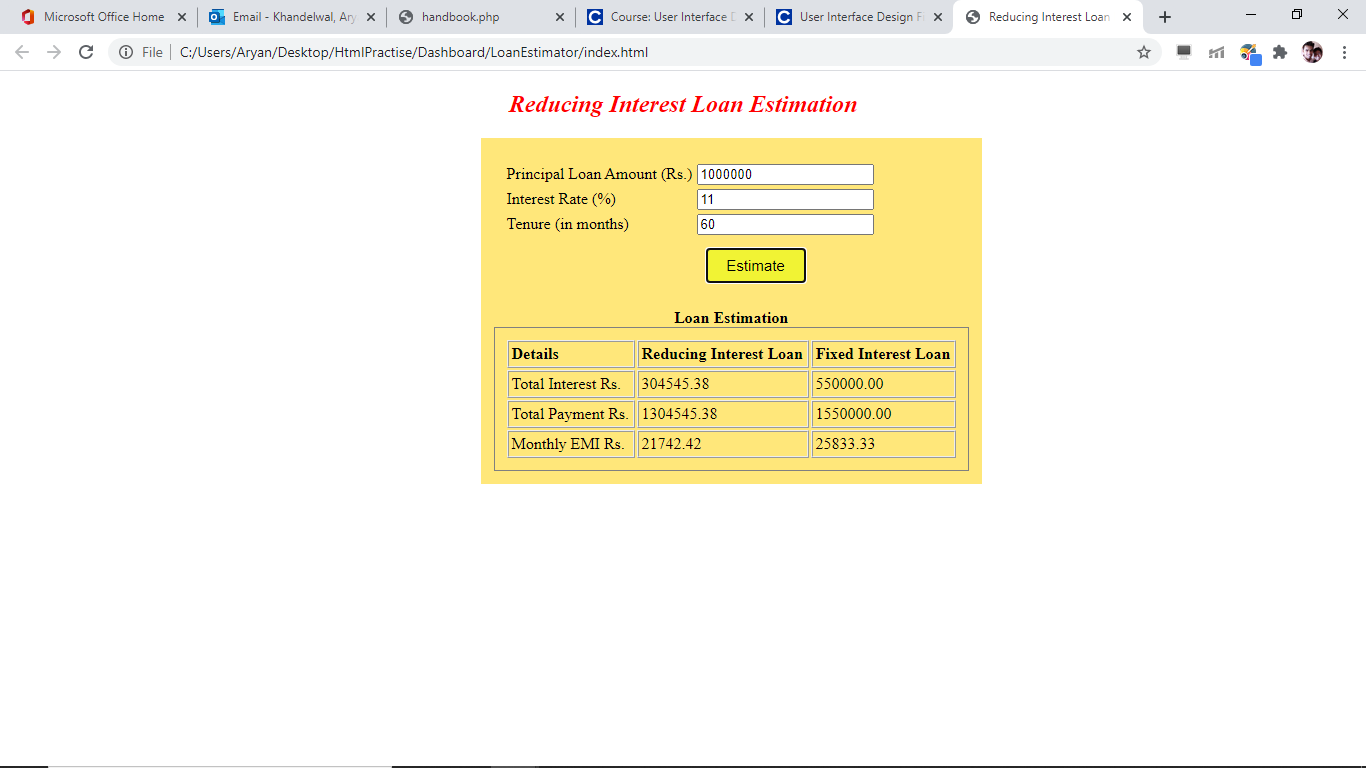 Microsoft Office Home
Email - Khandelwal, Ary
handbook.php
Course: User Interface D
User Interface Design F
Reducing Interest Loan
File
C:/Users/Aryan/Desktop/HtmlPractise/Dashboard/LoanEstimator/index.html
Reducing Interest Loan Estimation
Principal Loan Amount (Rs.) 1000000
Interest Rate (%) 11
Tenure (in months) 60
Estimate
Loan Estimation
Details Reducing Interest Loan Fixed Interest Loan
Total Interest Rs. 304545.38 550000.00
Total Payment Rs. 1304545.38 1550000.00
Monthly EMI Rs. 21742.42 25833.33